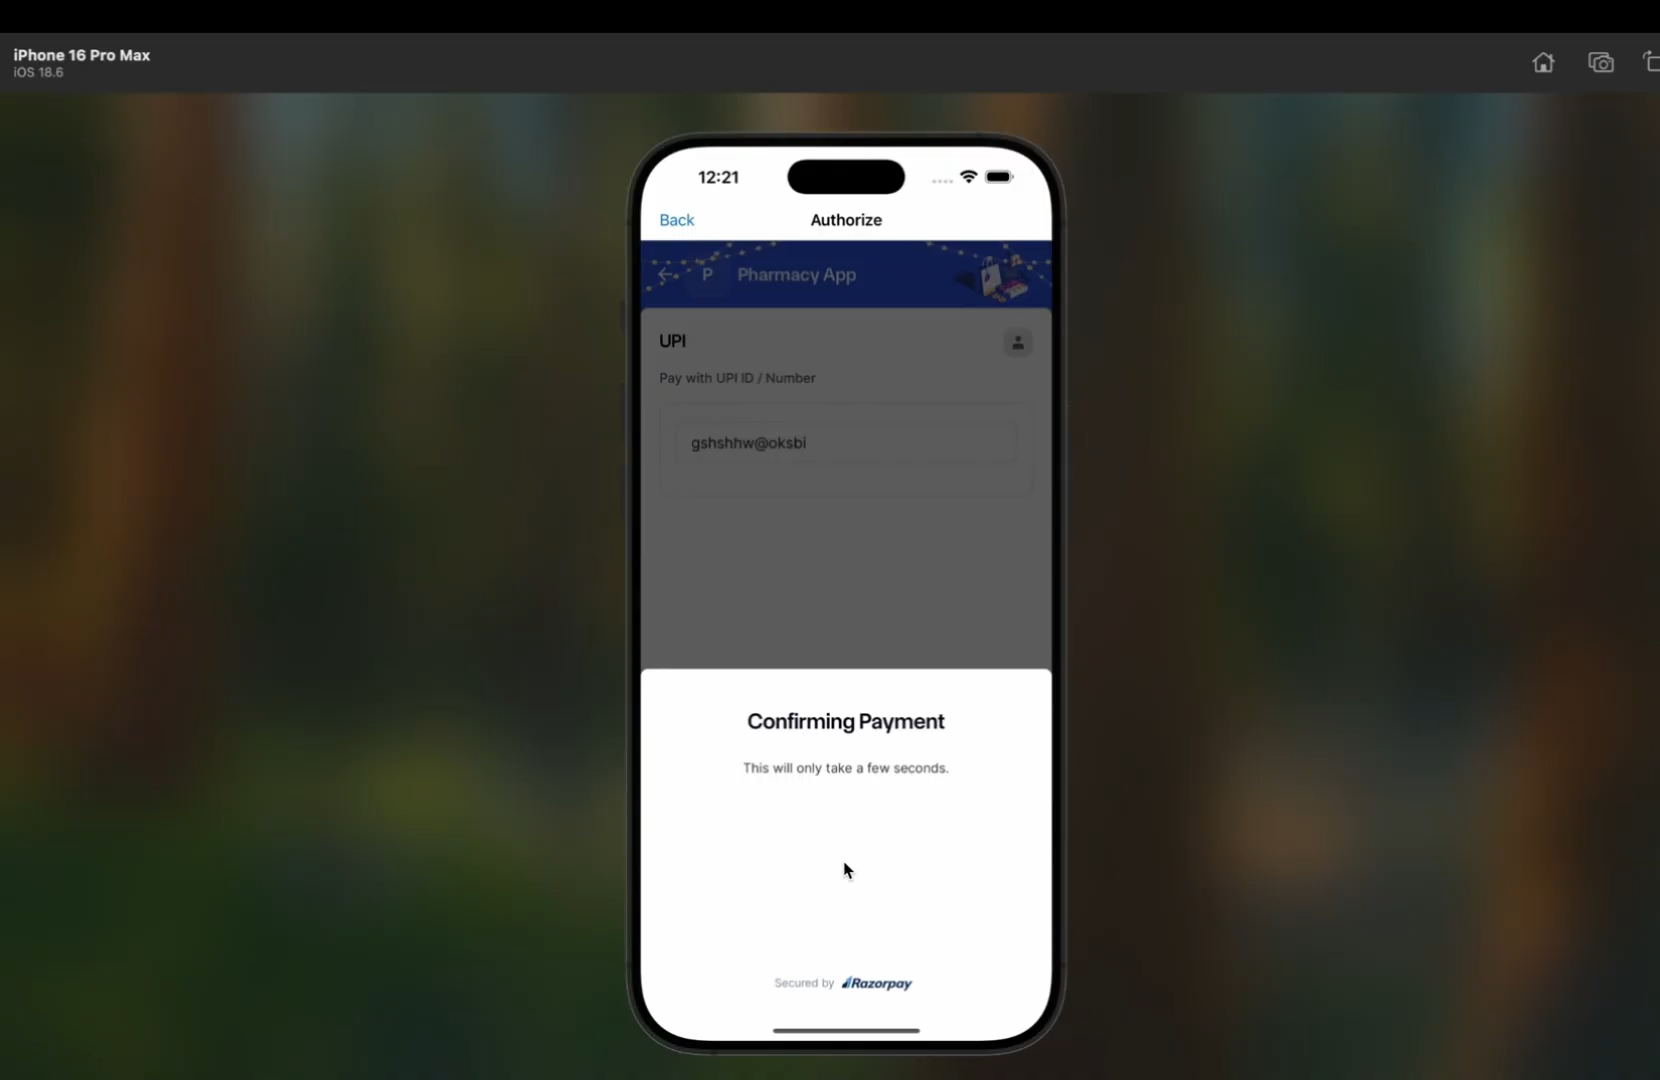 iPhone 16 Pro Max
iOS 18.6
12:21
Back
Authorize
P
Pharmacy App
UPI
Pay with UPI ID / Number
gshshhw@oksbi
Confirming Payment
This will only take a few seconds.
Secured by Razorpay